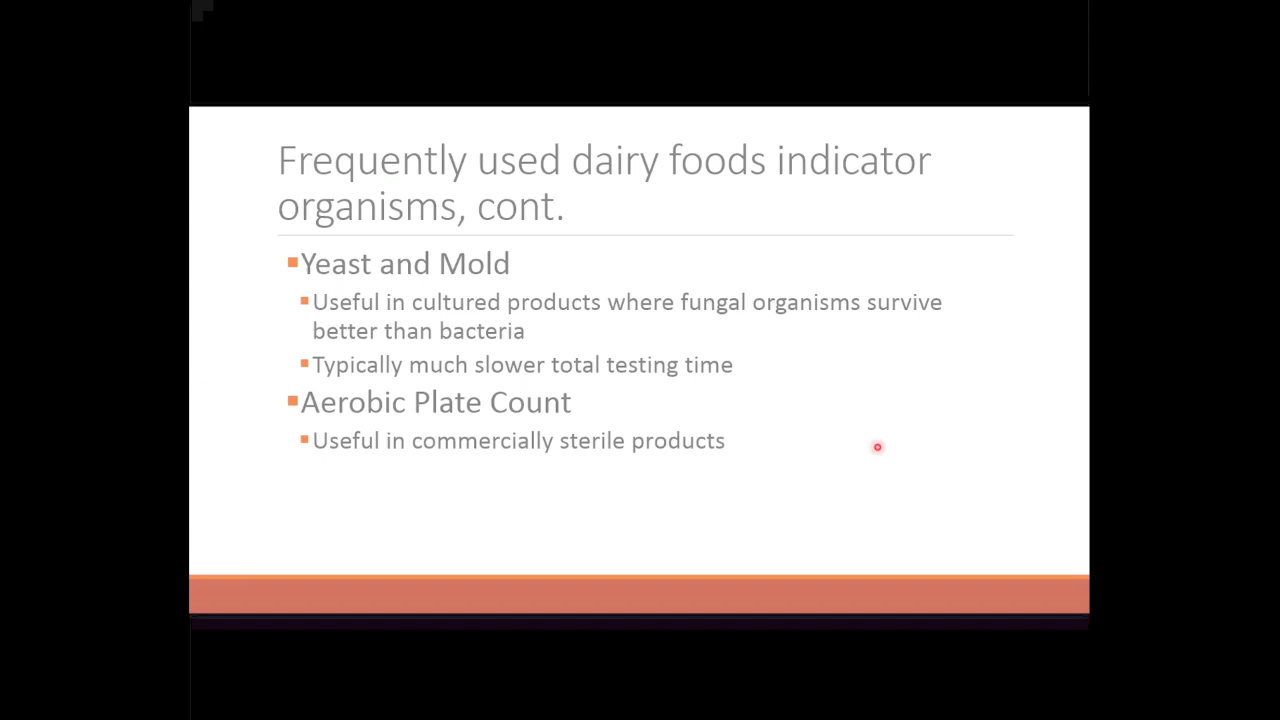 Frequently used dairy foods indicator
organisms, cont.
Yeast and Mold
Useful in cultured products where fungal organisms survive
better than bacteria
Typically much slower total testing time
Aerobic Plate Count
Useful in commercially sterile products